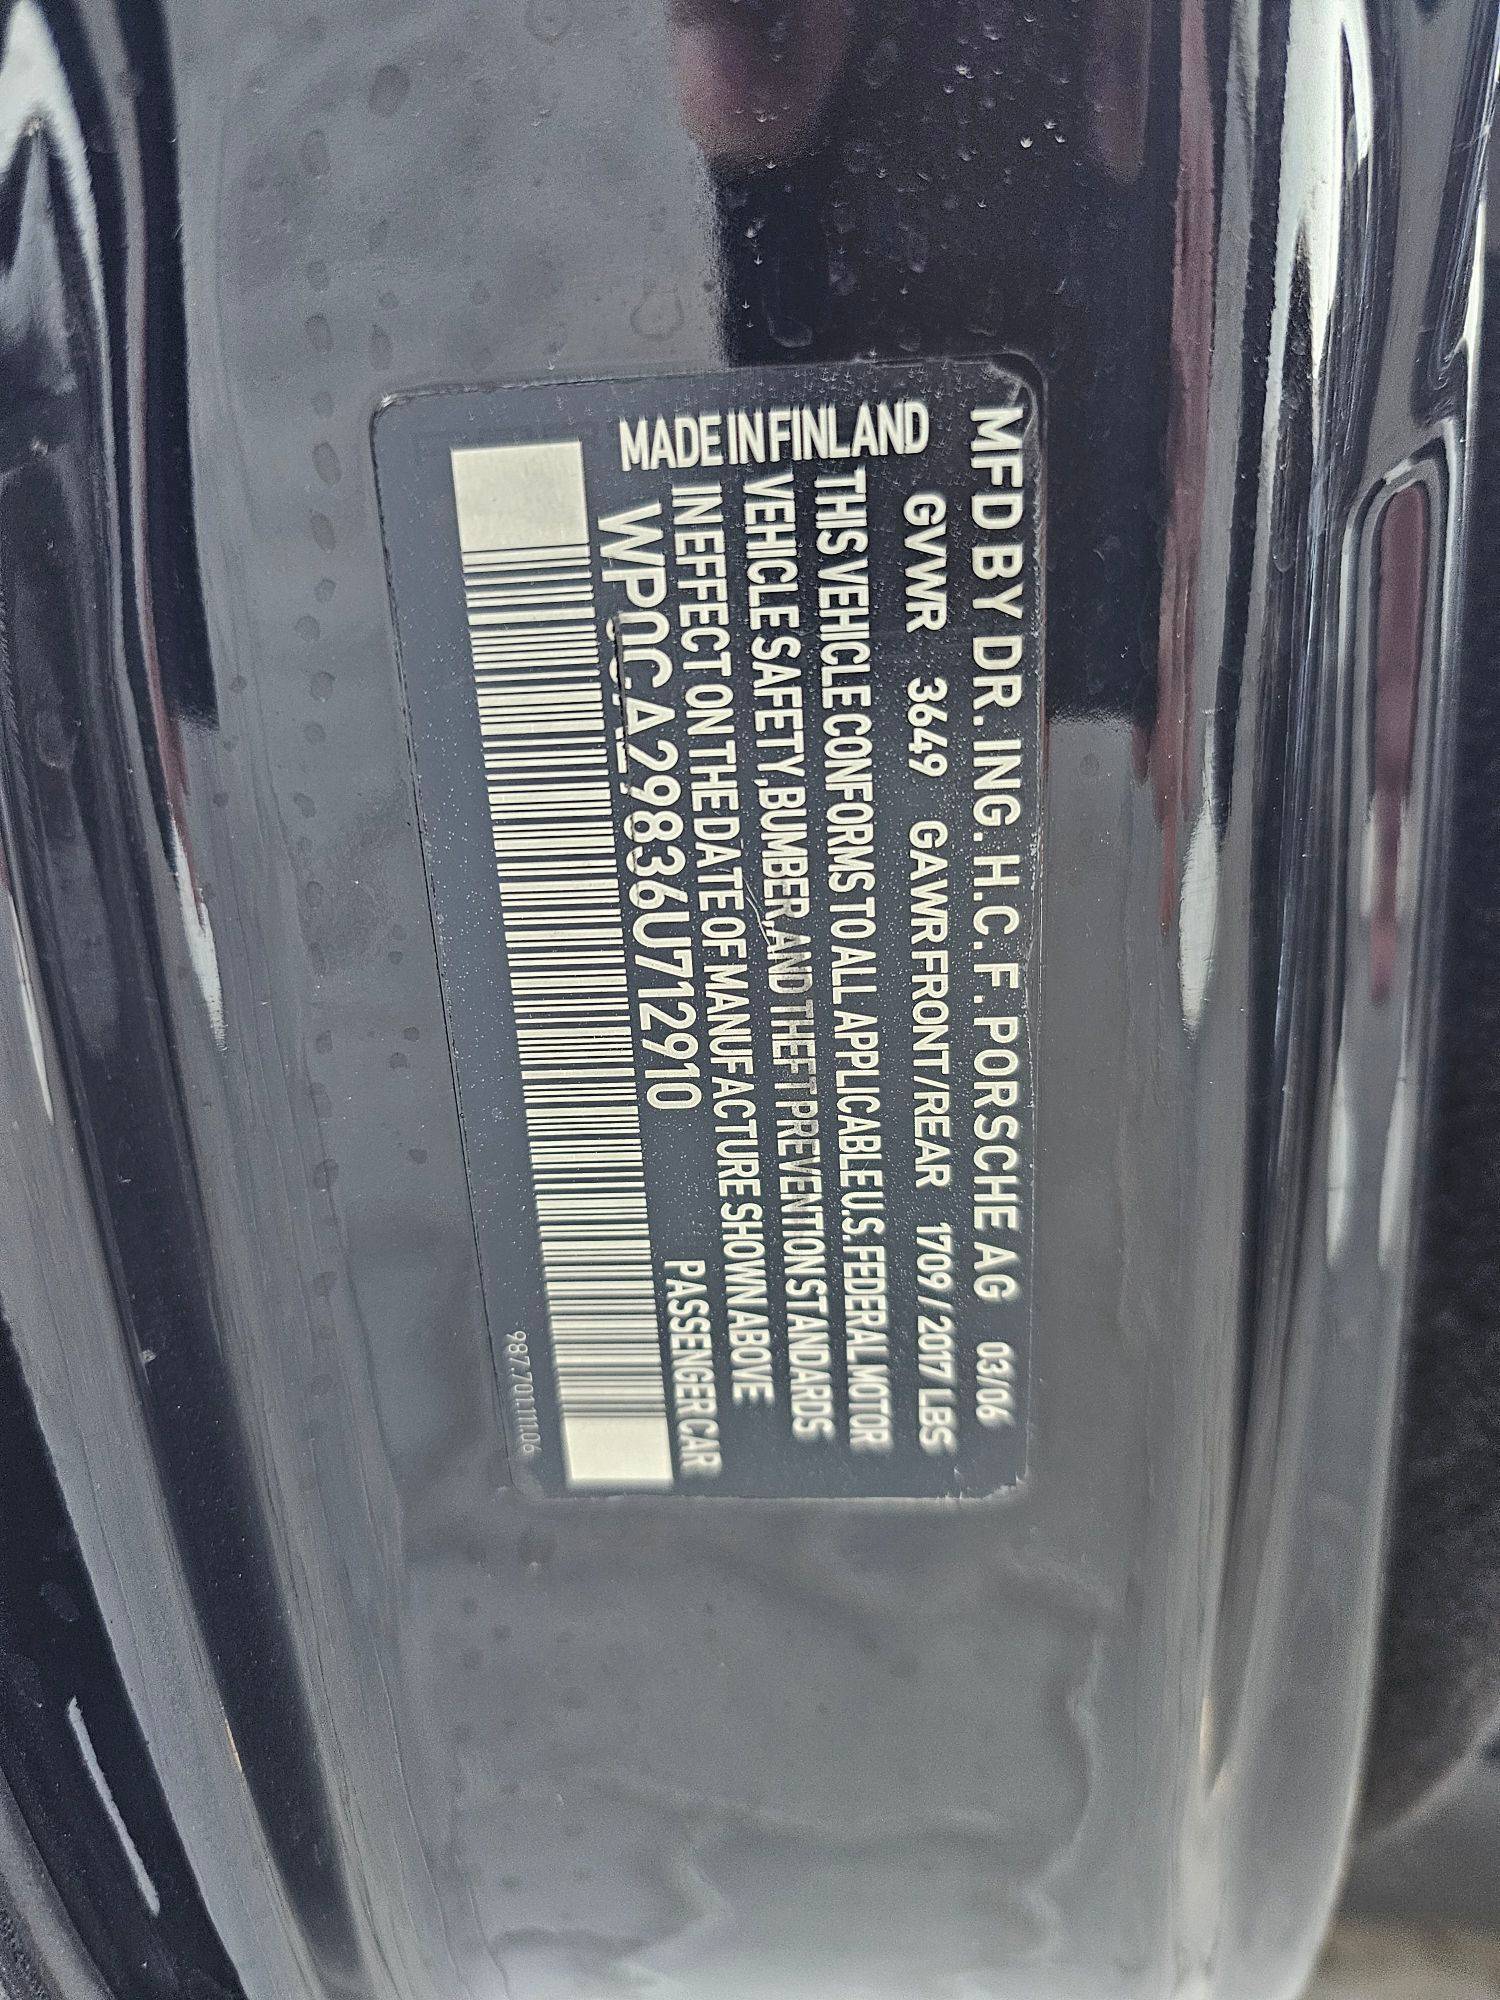 MFD BY DR. ING. H.C. F. PORSCHE AG 03/06
GVWR 3649 GAWR FRONT/REAR 1709/2017 LBS
THIS VEHICLE CONFORMS TO ALL APPLICABLE U.S. FEDERAL MOTOR
VEHICLE SAFETY, BUMBER, AND THEFT PREVENTION STANDARDS
IN EFFECT ON THE DATE OF MANUFACTURE SHOWN ABOVE
MADE IN FINLAND
WP0CA29836U712910 PASSENGER CAR
987.701.111.06